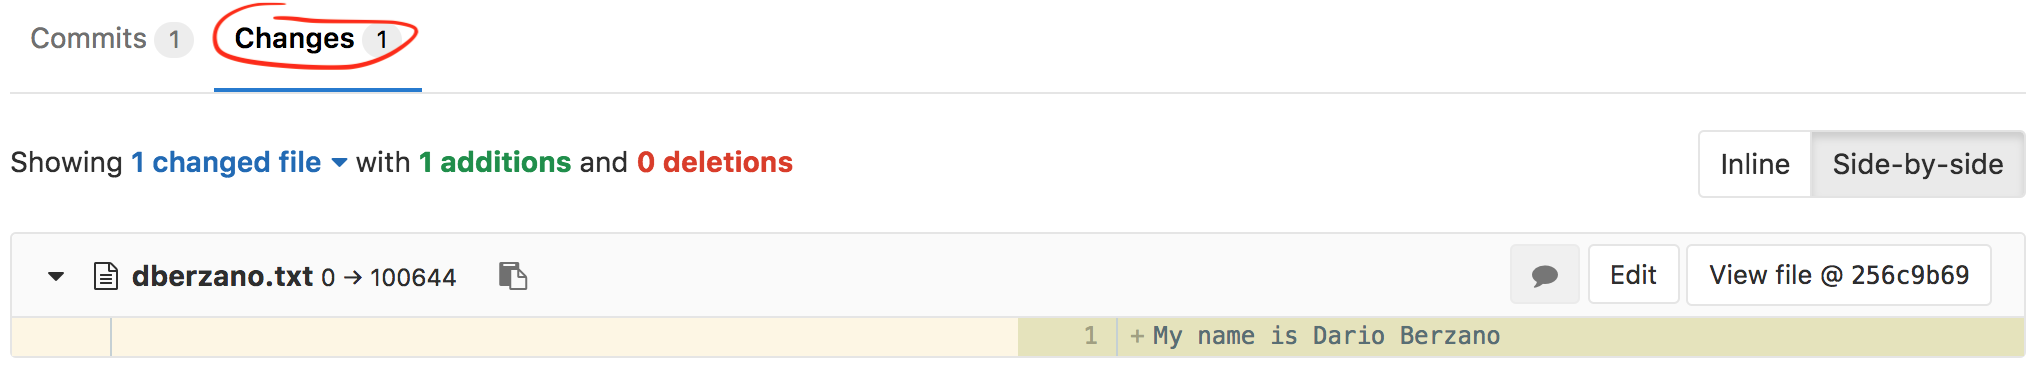 Commits 1 Changes 1
Showing 1 changed file with 1 additions and 0 deletions Inline Side-by-side
dberzano.txt 0 → 100644 Edit View file @ 256c9b69
1 + My name is Dario Berzano